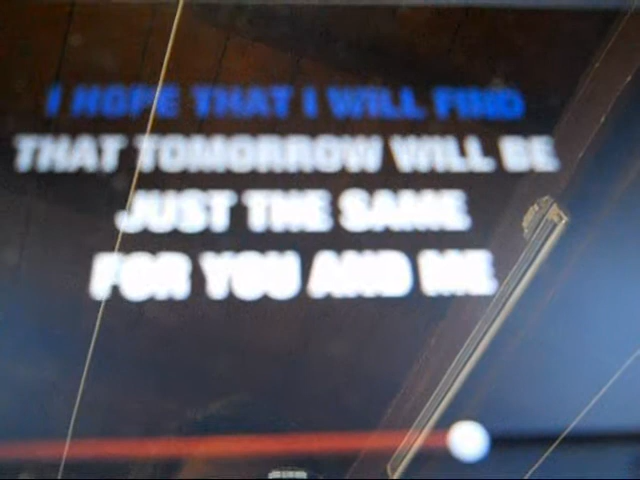 I HOPE THAT I WILL FIND
THAT TOMORROW WILL BE
JUST THE SAME
FOR YOU AND ME